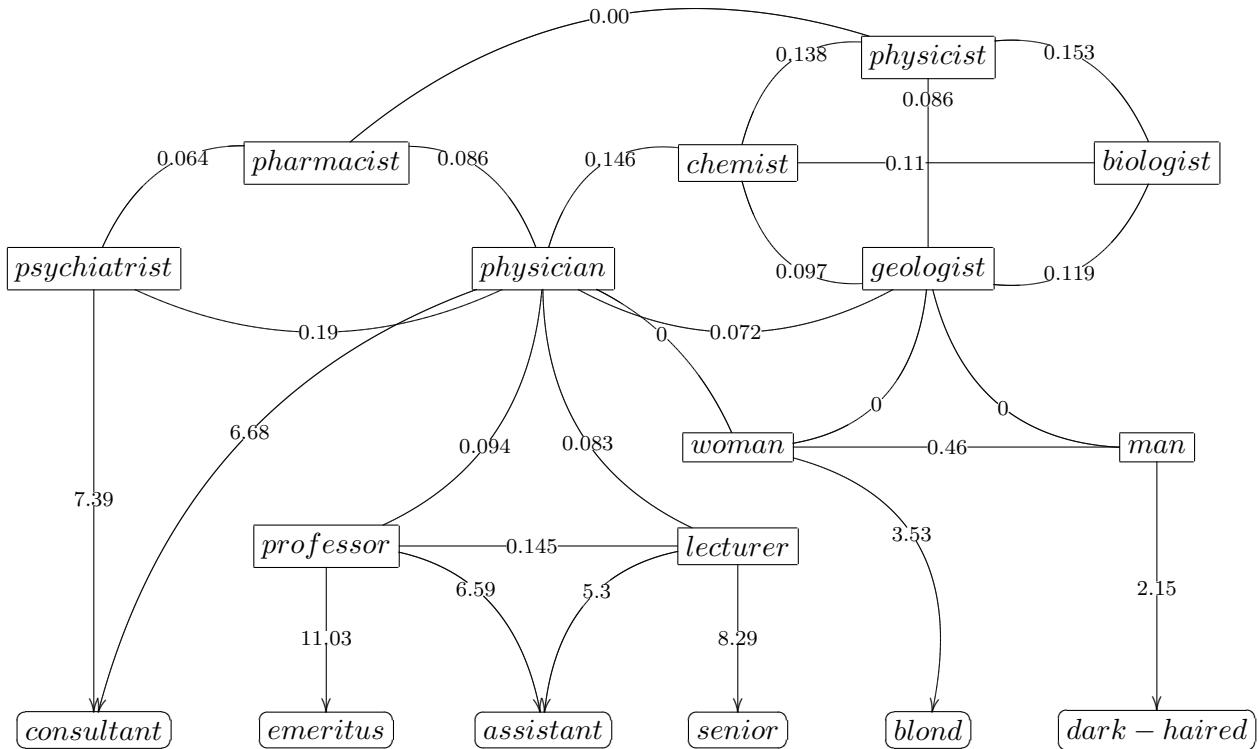 0.00
physicist
0.138
0.153
0.086
pharmacist
0.064
0.086
0.146
chemist
0.11
biologist
psychiatrist
physician
geologist
0.097
0.119
0.19
0
0.072
6.68
0.094
0.083
woman
0
0
0.46
man
7.39
professor
0.145
lecturer
3.53
6.59
5.3
2.15
11.03
8.29
consultant
emeritus
assistant
senior
blond
dark − haired